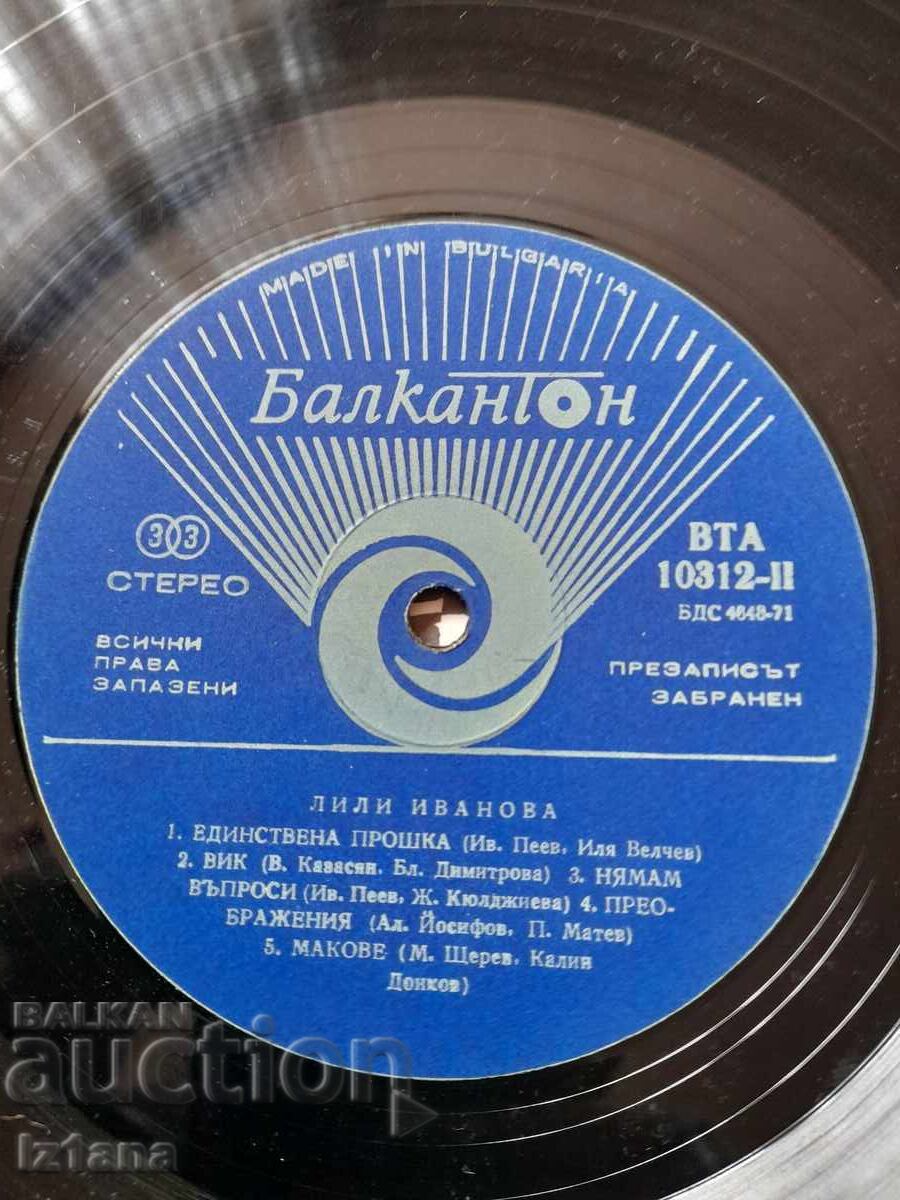 MADE IN BULGARIA
Балкантон
33
СТЕРЕО
ВТА
10312-II
БДС 4848-71
ВСИЧНИ
ПРАВА
ЗАПАЗЕНИ
ПРЕЗАПИСЪТ
ЗАБРАНЕН
ЛИЛИ ИВАНОВА
1. ЕДИНСТВЕНА ПРОШКА (Ив. Пеев, Иля Велчев)
2. ВИК (В. Казасян, Бл. Димитрова) 3. НЯМАМ
ВЪПРОСИ (Ив. Пеев, Ж. Кюлджиева) 4. ПРЕО-
БРАЖЕНИЯ (Ал. Йосифов, П. Матев)
5. МАКОВЕ (М. Щерев, Калин
Донков)
BALKAN
auction
Iz1ana